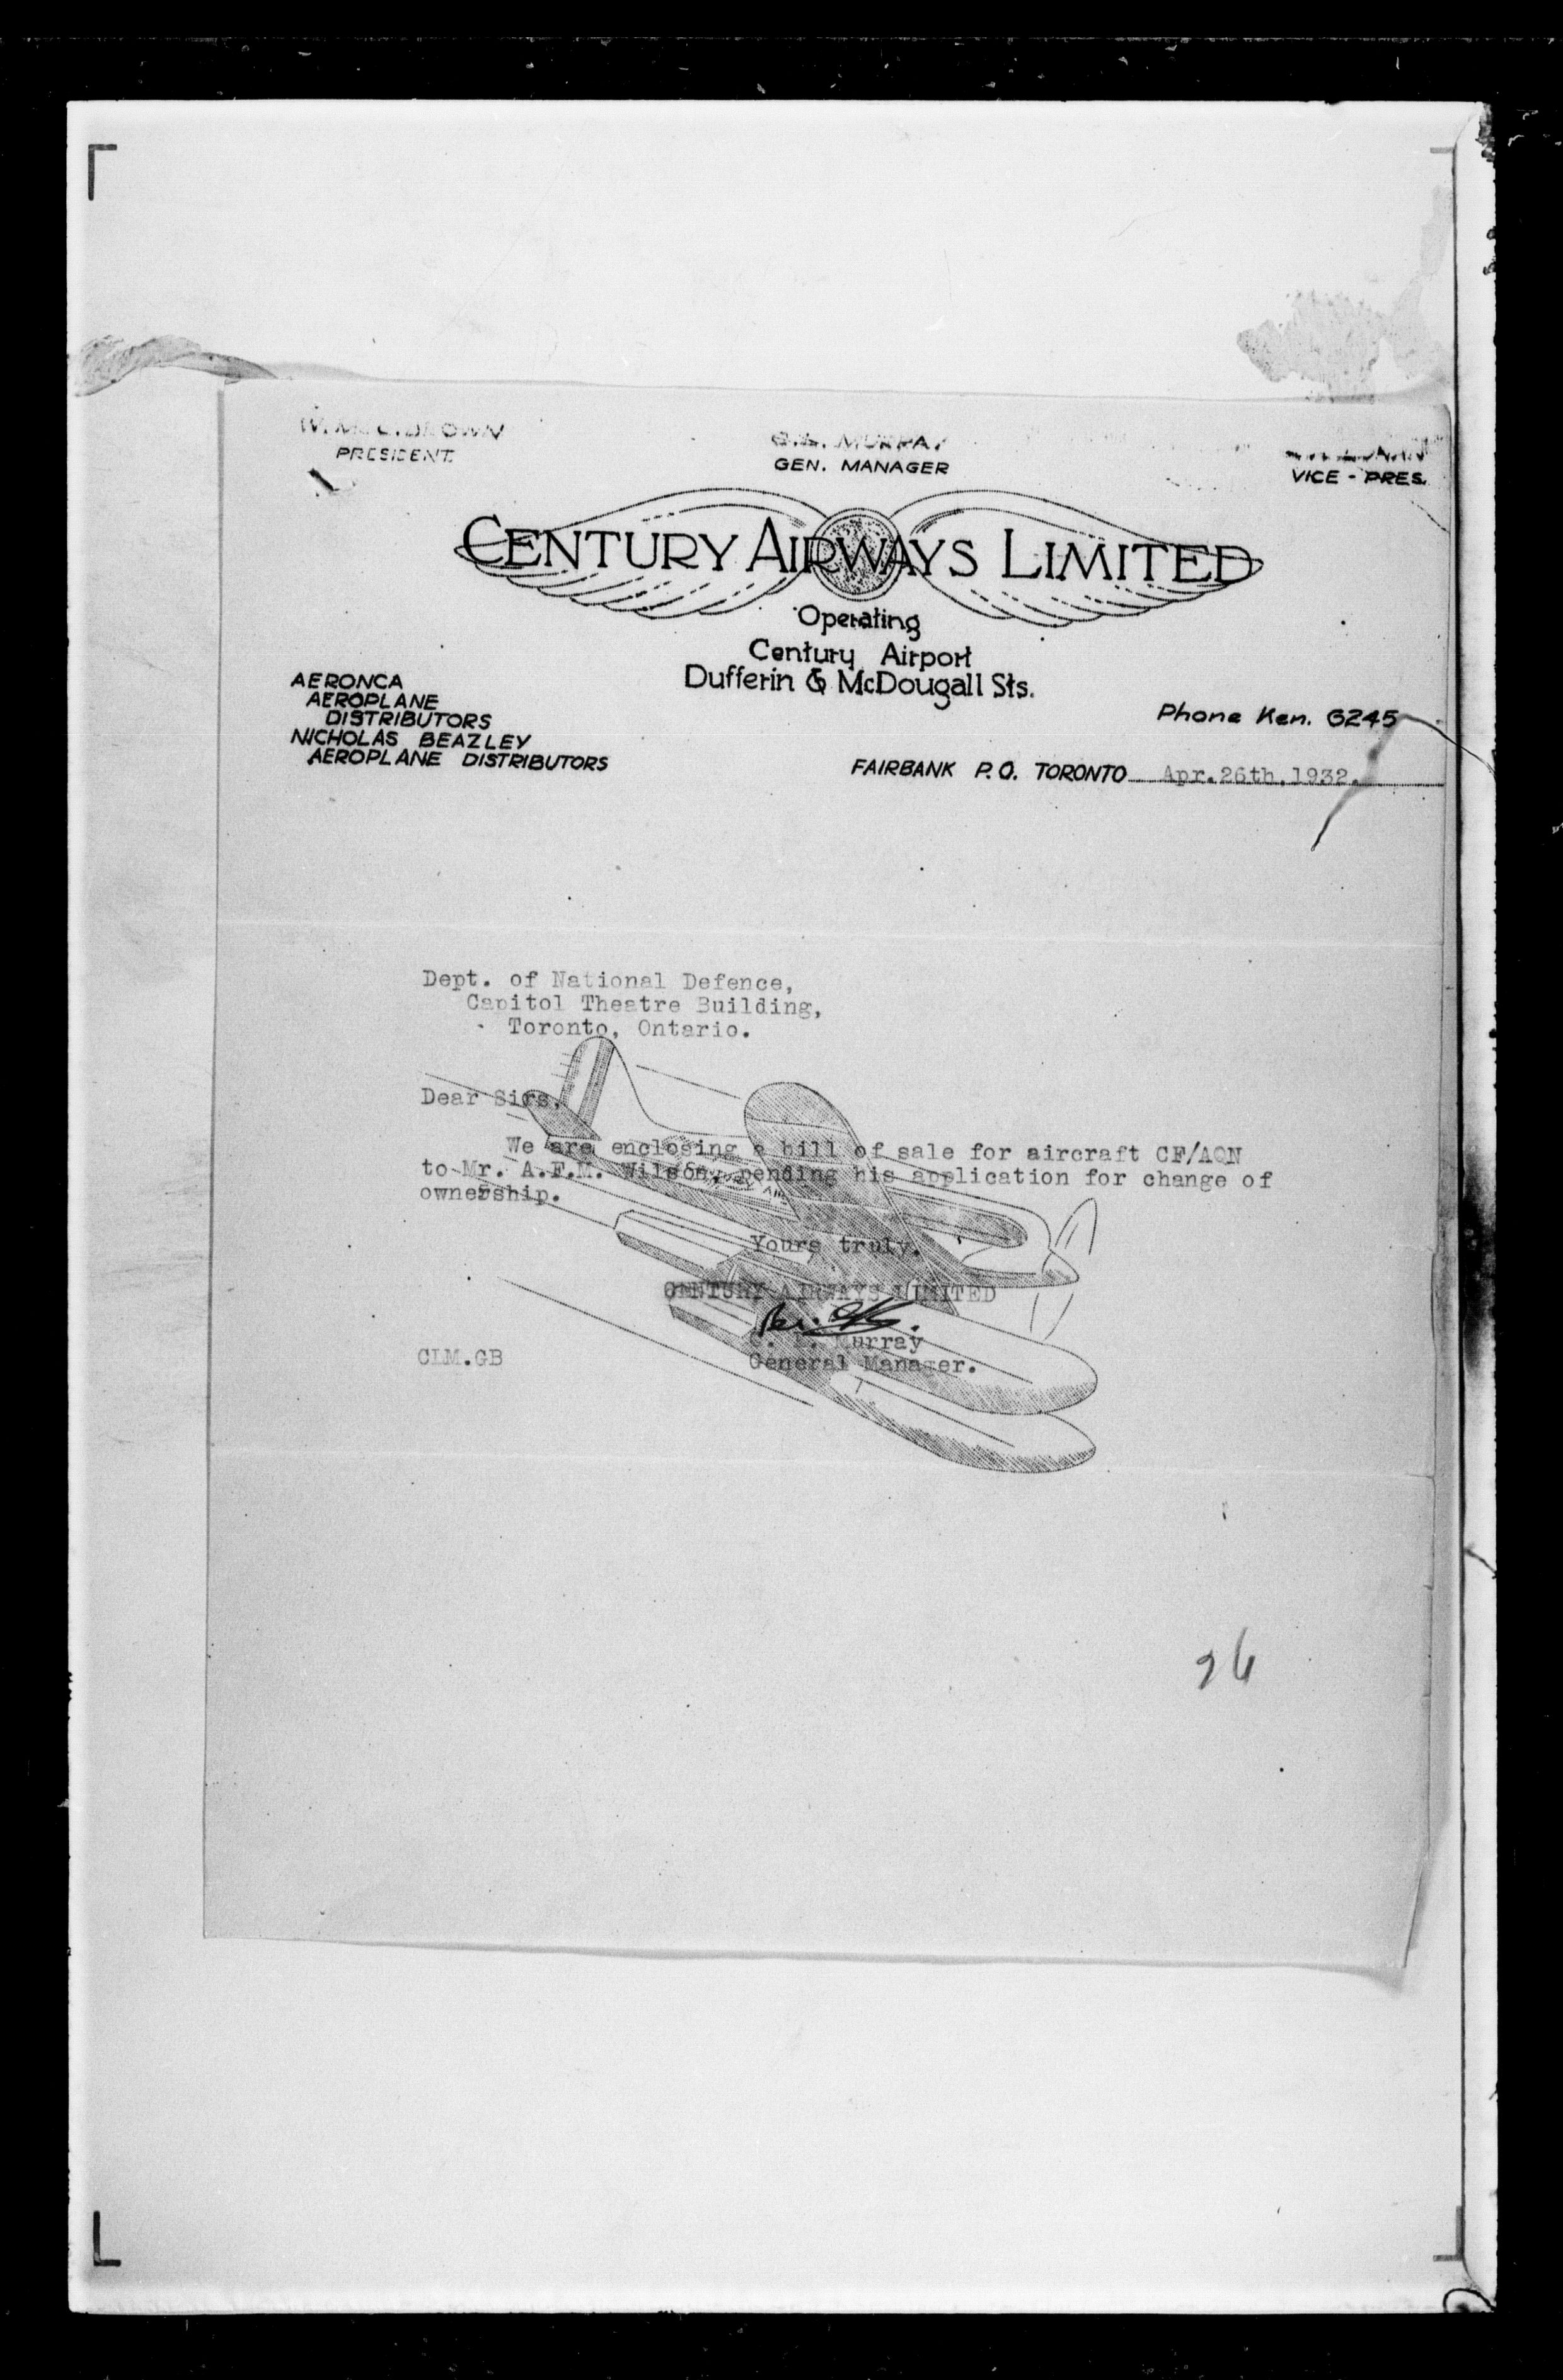 BROWN
PRESIDENT.
MURRAY
GEN. MANAGER
VICE - PRES.
CENTURY AIRWAYS LIMITED
Operating
Century Airport
Dufferin & McDougall Sts.
AERONCA
AEROPLANE
DISTRIBUTORS
NICHOLAS BEAZLEY
AEROPLANE DISTRIBUTORS
Phone Ken. 6245
FAIRBANK P.O. TORONTO Apr.26th.1932.
Dept. of National Defence,
Capitol Theatre Building,
Toronto, Ontario.
Dear Sirs,
We are enclosing a bill of sale for aircraft CF/AQN
to Mr. A.F.M. Wilson, pending his application for change of
ownership.
Yours truly,
CENTURY AIRWAYS LIMITED
C. L. Murray
General Manager.
CLM.GB
26